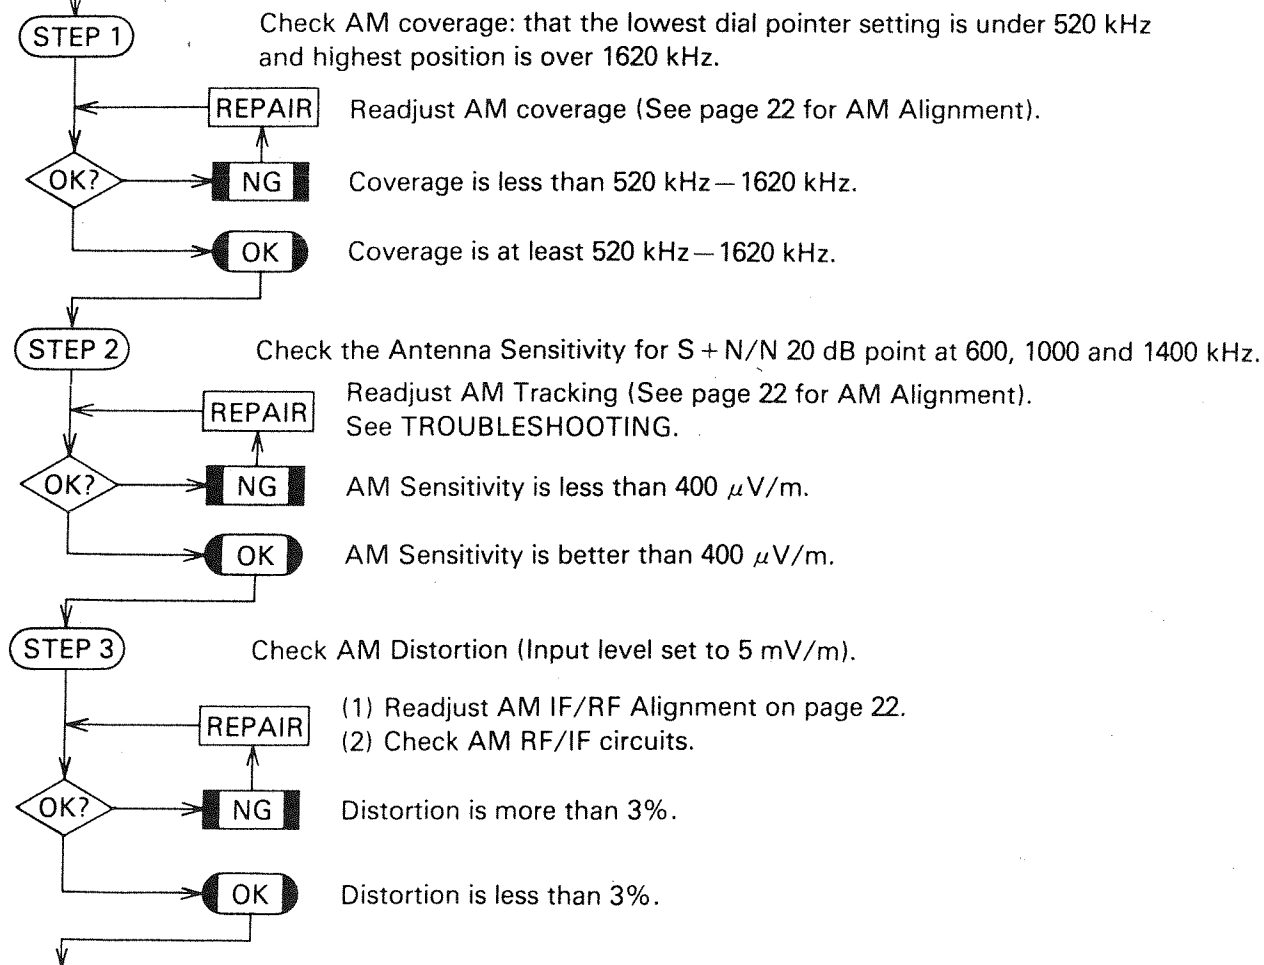 STEP 1
Check AM coverage: that the lowest dial pointer setting is under 520 kHz
and highest position is over 1620 kHz.
REPAIR
Readjust AM coverage (See page 22 for AM Alignment).
OK?
NG
Coverage is less than 520 kHz—1620 kHz.
OK
Coverage is at least 520 kHz—1620 kHz.
STEP 2
Check the Antenna Sensitivity for S + N/N 20 dB point at 600, 1000 and 1400 kHz.
REPAIR
Readjust AM Tracking (See page 22 for AM Alignment).
See TROUBLESHOOTING.
OK?
NG
AM Sensitivity is less than 400 μV/m.
OK
AM Sensitivity is better than 400 μV/m.
STEP 3
Check AM Distortion (Input level set to 5 mV/m).
REPAIR
(1) Readjust AM IF/RF Alignment on page 22.
(2) Check AM RF/IF circuits.
OK?
NG
Distortion is more than 3%.
OK
Distortion is less than 3%.